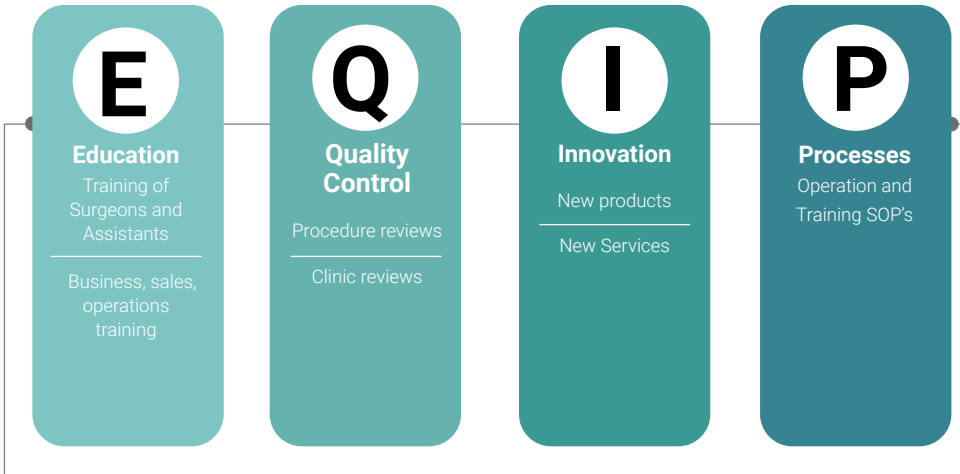 E
Education
Training of
Surgeons and
Assistants
Business, sales,
operations
training
Q
Quality
Control
Procedure reviews
Clinic reviews
I
Innovation
New products
New Services
P
Processes
Operation and
Training SOP's